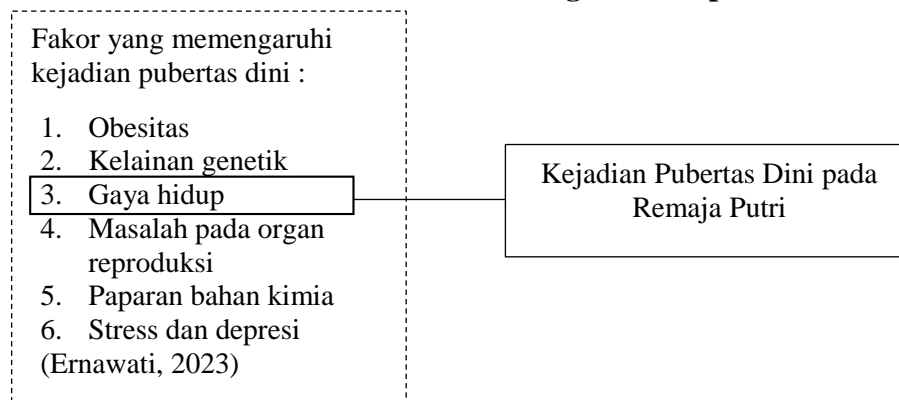 Fakor yang memengaruhi
kejadian pubertas dini :
1. Obesitas
2. Kelainan genetik
3. Gaya hidup
4. Masalah pada organ
reproduksi
5. Paparan bahan kimia
6. Stress dan depresi
(Ernawati, 2023)
Kejadian Pubertas Dini pada
Remaja Putri